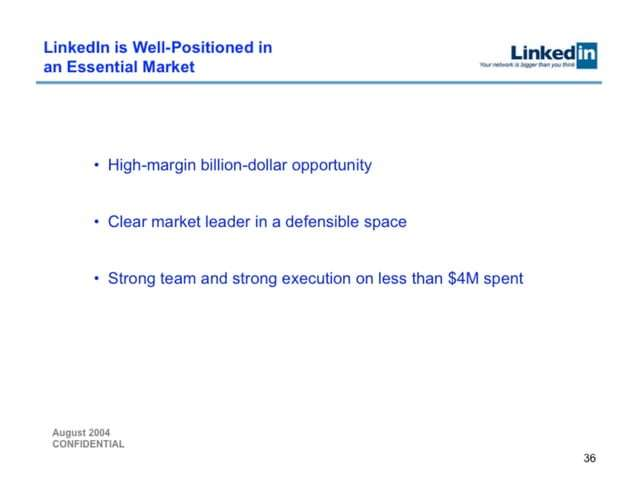 LinkedIn is Well-Positioned in
an Essential Market
Linkedin
Your network is bigger than you think
• High-margin billion-dollar opportunity
• Clear market leader in a defensible space
• Strong team and strong execution on less than $4M spent
August 2004
CONFIDENTIAL
36